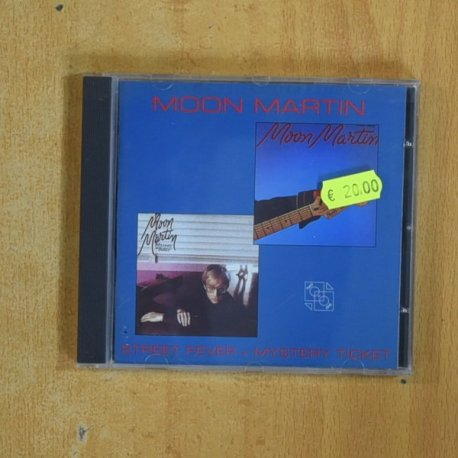 MOON MARTIN
Moon Martin
€ 20.00
Moon
Martin
STREET FEVER & MYSTERY TICKET